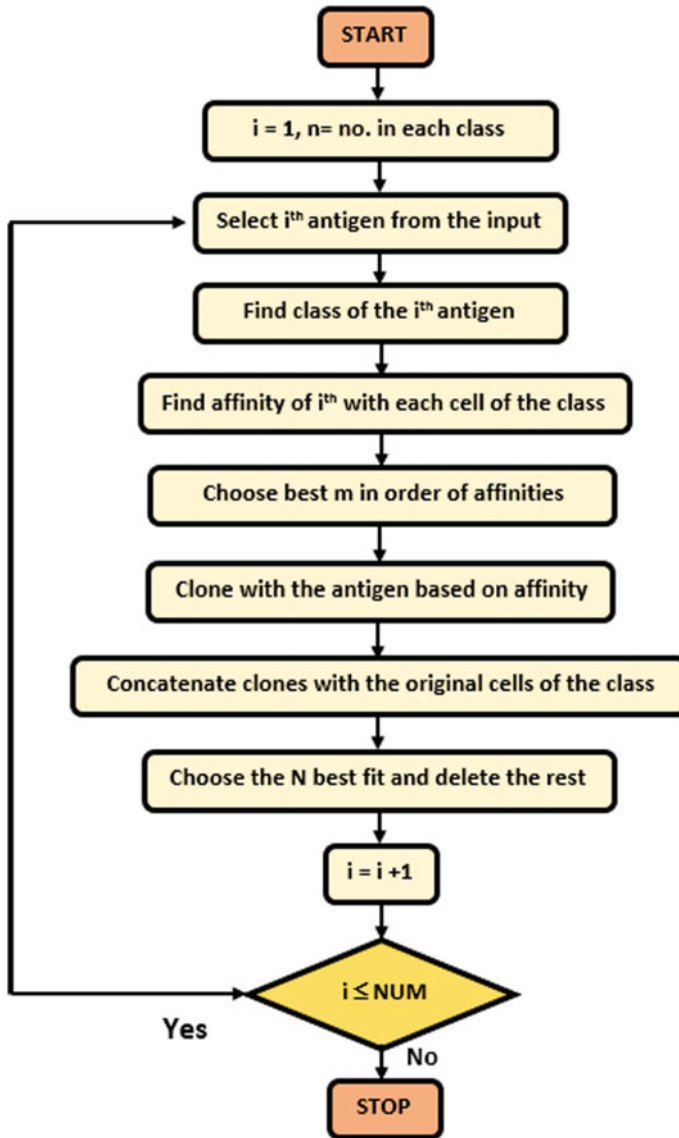 START
i = 1, n= no. in each class
Select iᵗʰ antigen from the input
Find class of the iᵗʰ antigen
Find affinity of iᵗʰ with each cell of the class
Choose best m in order of affinities
Clone with the antigen based on affinity
Concatenate clones with the original cells of the class
Choose the N best fit and delete the rest
i = i +1
i ≤ NUM
Yes
No
STOP